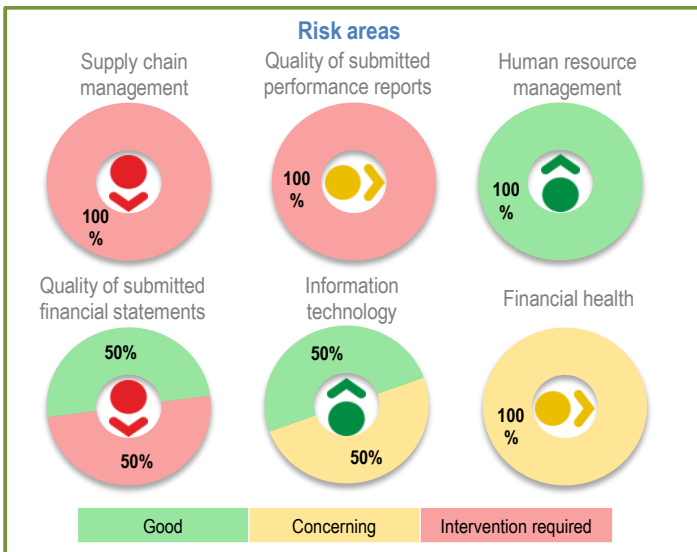 Risk areas
Supply chain
management
Quality of submitted
performance reports
Human resource
management
100
%
100
%
100
%
Quality of submitted
financial statements
Information
technology
Financial health
50%
50%
50%
50%
100
%
Good
Concerning
Intervention required